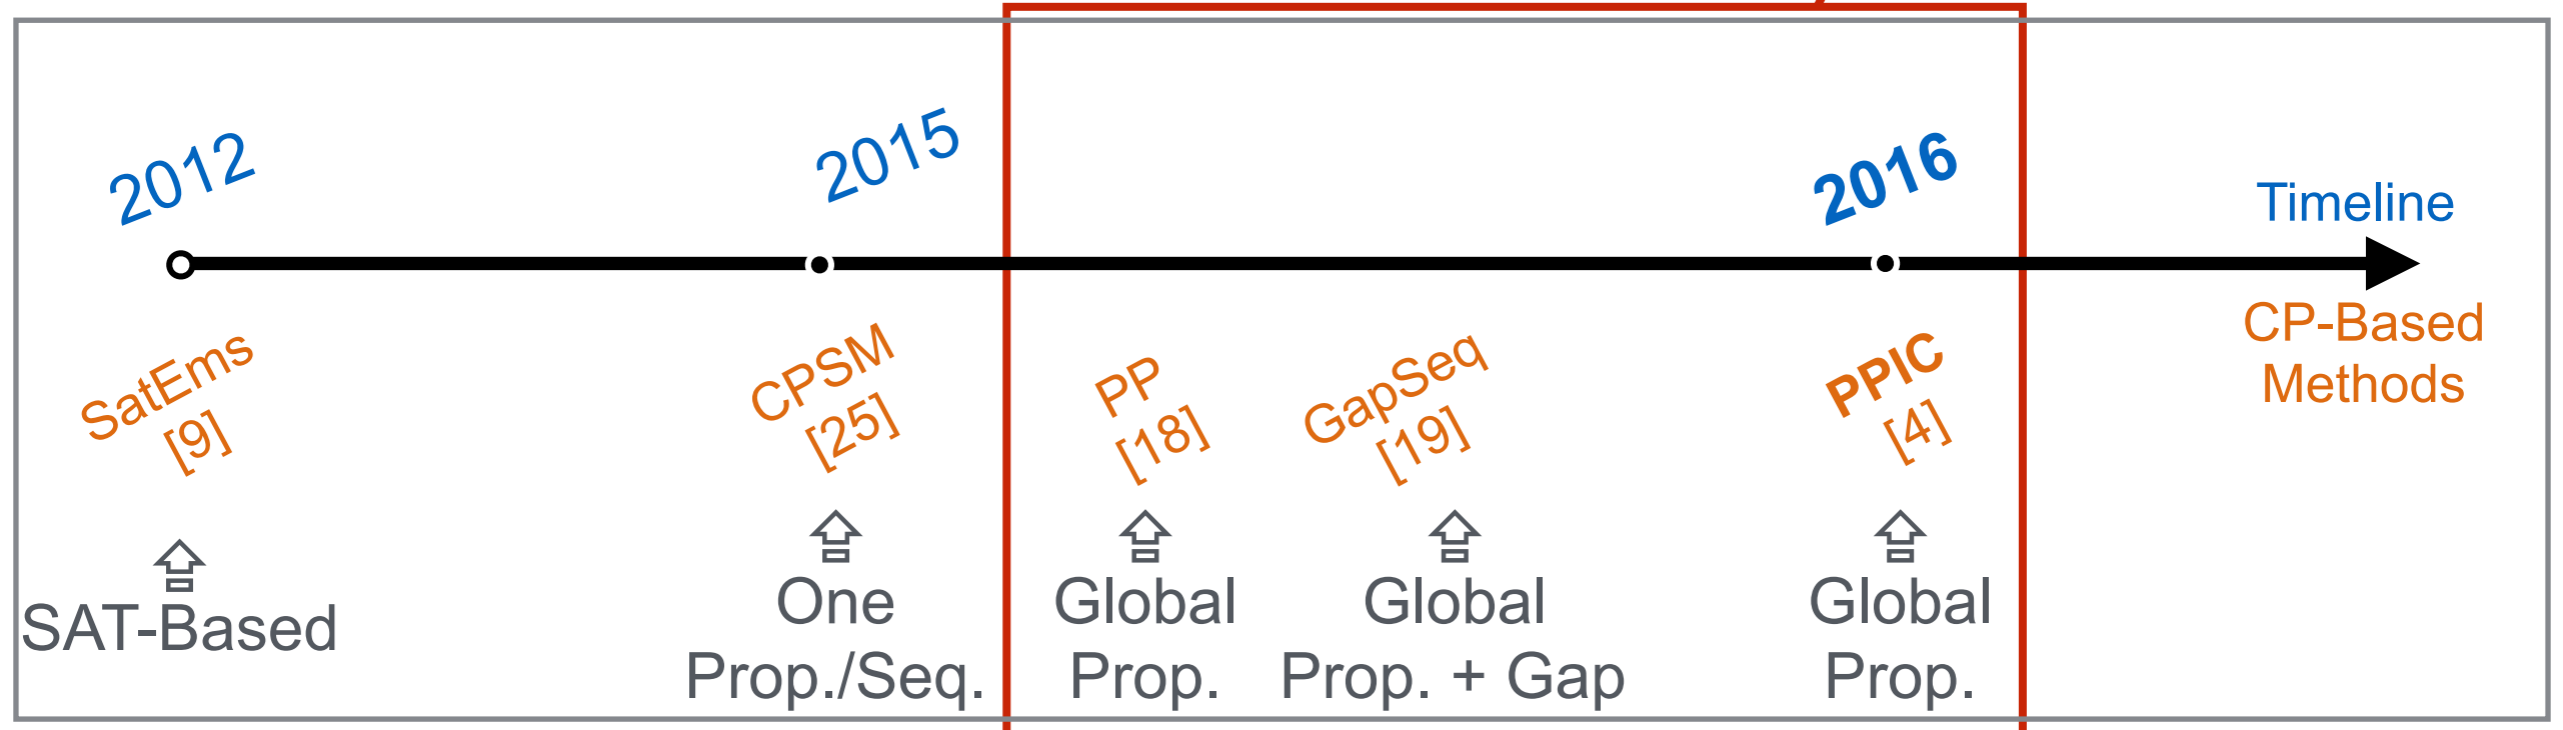 2012
2015
2016
Timeline
SatEms
[9]
CPSM
[25]
PP
[18]
GapSeq
[19]
PPIC
[4]
CP-Based
Methods
SAT-Based
One
Prop./Seq.
Global
Prop.
Global
Prop. + Gap
Global
Prop.